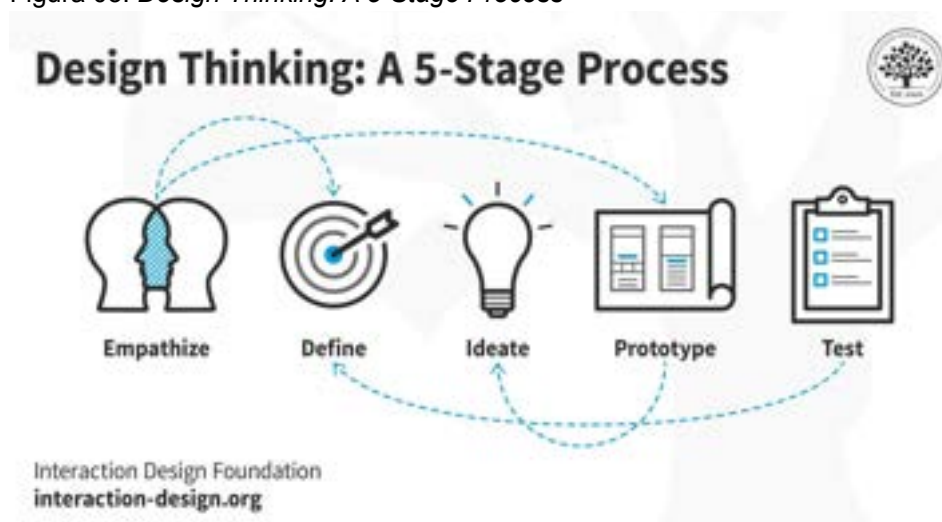 Design Thinking: A 5-Stage Process
Empathize
Define
Ideate
Prototype
Test
Interaction Design Foundation
interaction-design.org